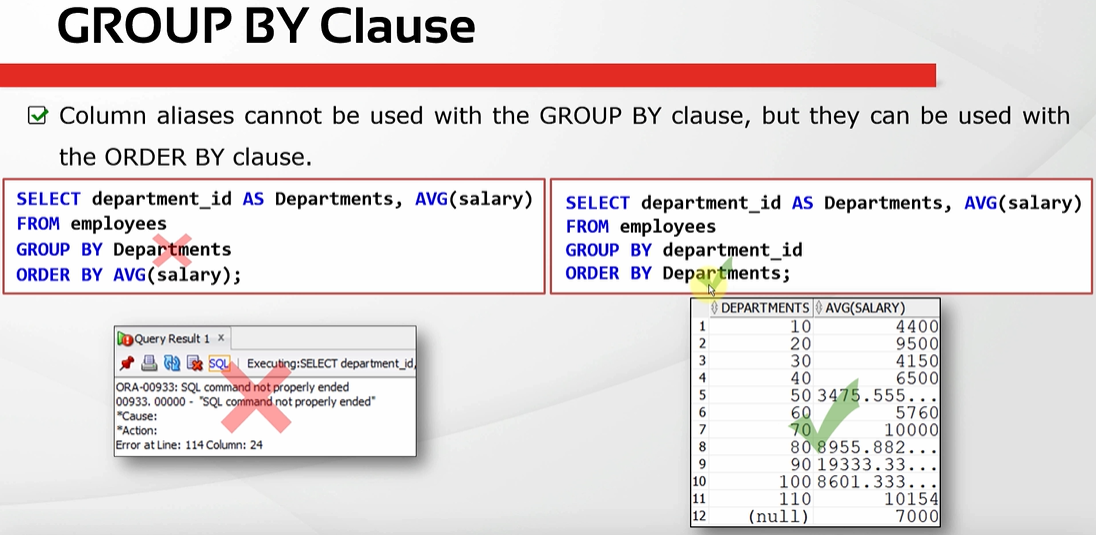 GROUP BY Clause
Column aliases cannot be used with the GROUP BY clause, but they can be used with
the ORDER BY clause.
SELECT department_id AS Departments, AVG(salary)
FROM employees
GROUP BY Departments
ORDER BY AVG(salary);
SELECT department_id AS Departments, AVG(salary)
FROM employees
GROUP BY department_id
ORDER BY Departments;
Query Result 1 x
SQL | Executing:SELECT department_id,
ORA-00933: SQL command not properly ended
00933. 00000 - "SQL command not properly ended"
*Cause:
*Action:
Error at Line: 114 Column: 24
DEPARTMENTS AVG(SALARY)
1 10 4400
2 20 9500
3 30 4150
4 40 6500
5 50 3475.555...
6 60 5760
7 70 10000
8 80 8955.882...
9 90 19333.33...
10 100 8601.333...
11 110 10154
12 (null) 7000